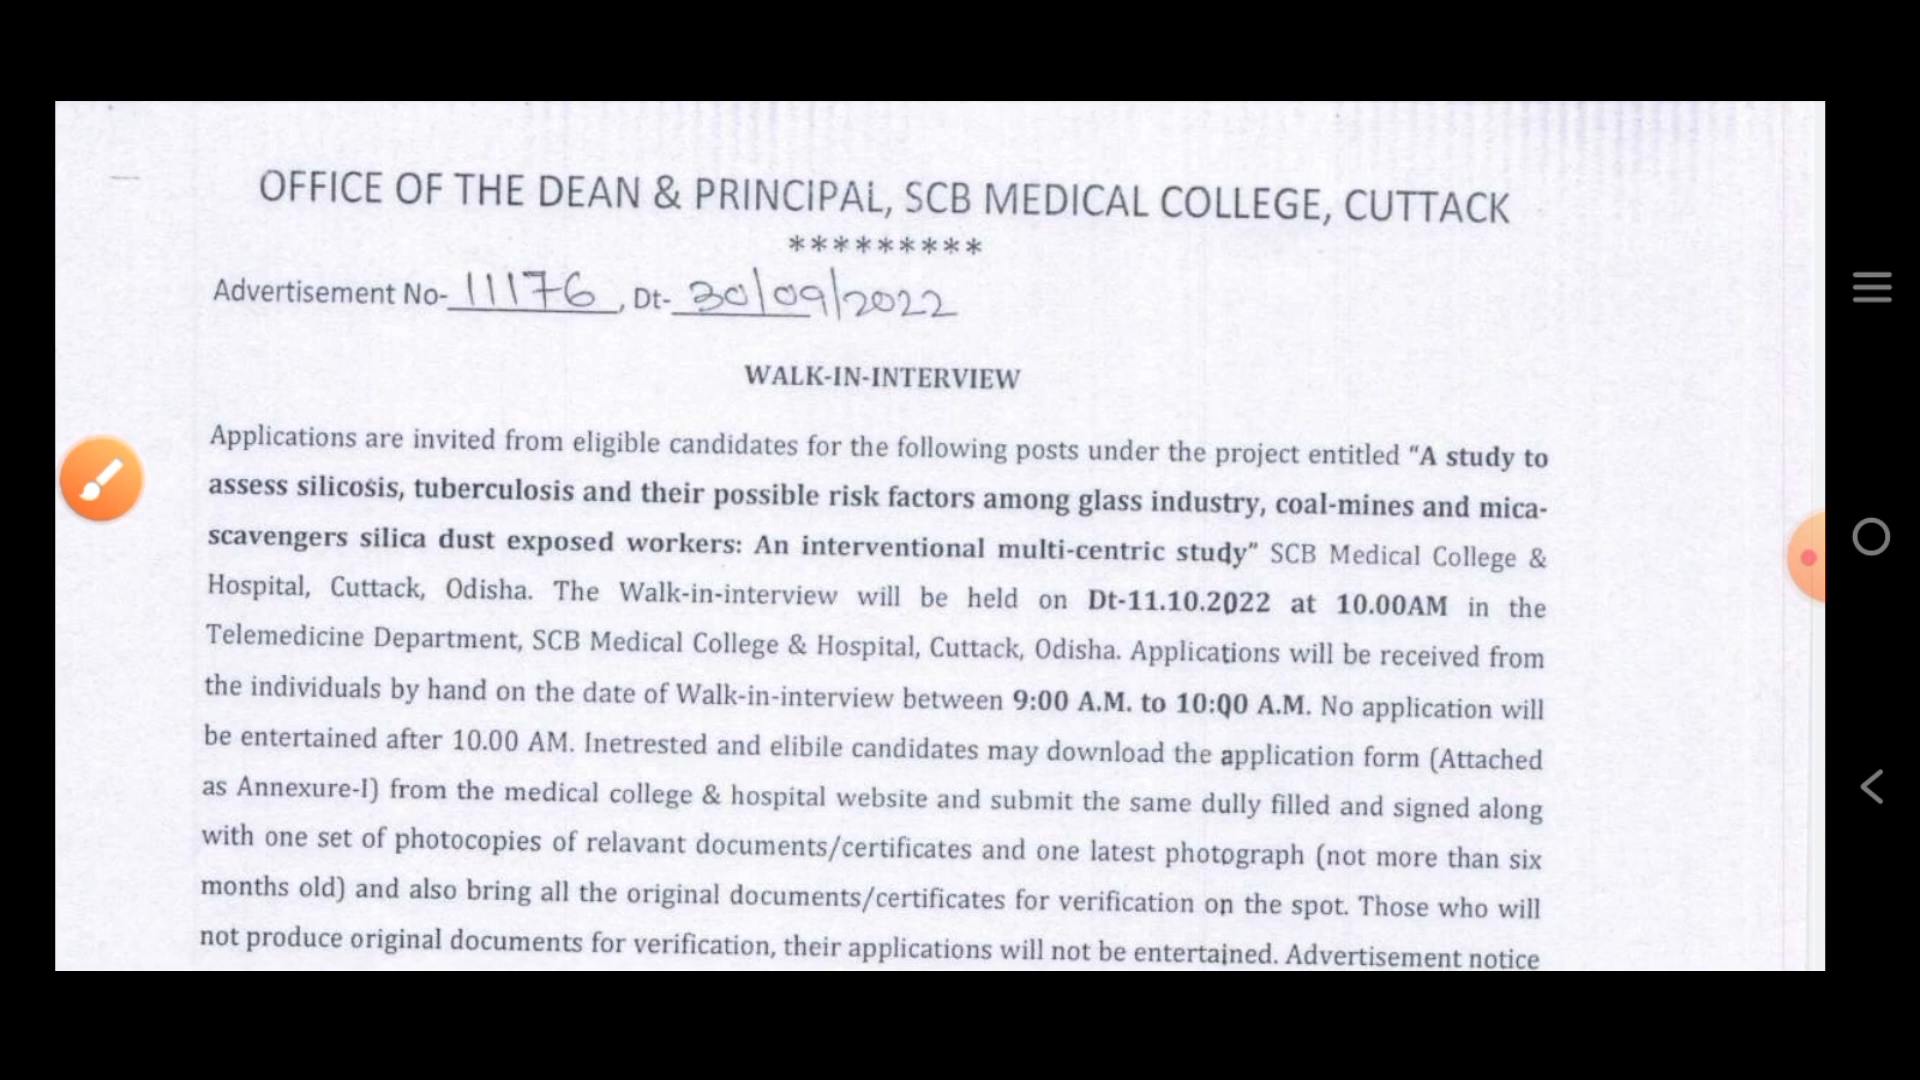 OFFICE OF THE DEAN & PRINCIPAL, SCB MEDICAL COLLEGE, CUTTACK
*********
Advertisement No- 11176, Dt- 30/09/2022
WALK-IN-INTERVIEW
Applications are invited from eligible candidates for the following posts under the project entitled “A study to
assess silicosis, tuberculosis and their possible risk factors among glass industry, coal-mines and mica-
scavengers silica dust exposed workers: An interventional multi-centric study” SCB Medical College &
Hospital, Cuttack, Odisha. The Walk-in-interview will be held on Dt-11.10.2022 at 10.00AM in the
Telemedicine Department, SCB Medical College & Hospital, Cuttack, Odisha. Applications will be received from
the individuals by hand on the date of Walk-in-interview between 9:00 A.M. to 10:00 A.M. No application will
be entertained after 10.00 AM. Inetrested and elibile candidates may download the application form (Attached
as Annexure-I) from the medical college & hospital website and submit the same dully filled and signed along
with one set of photocopies of relavant documents/certificates and one latest photograph (not more than six
months old) and also bring all the original documents/certificates for verification on the spot. Those who will
not produce original documents for verification, their applications will not be entertained. Advertisement notice